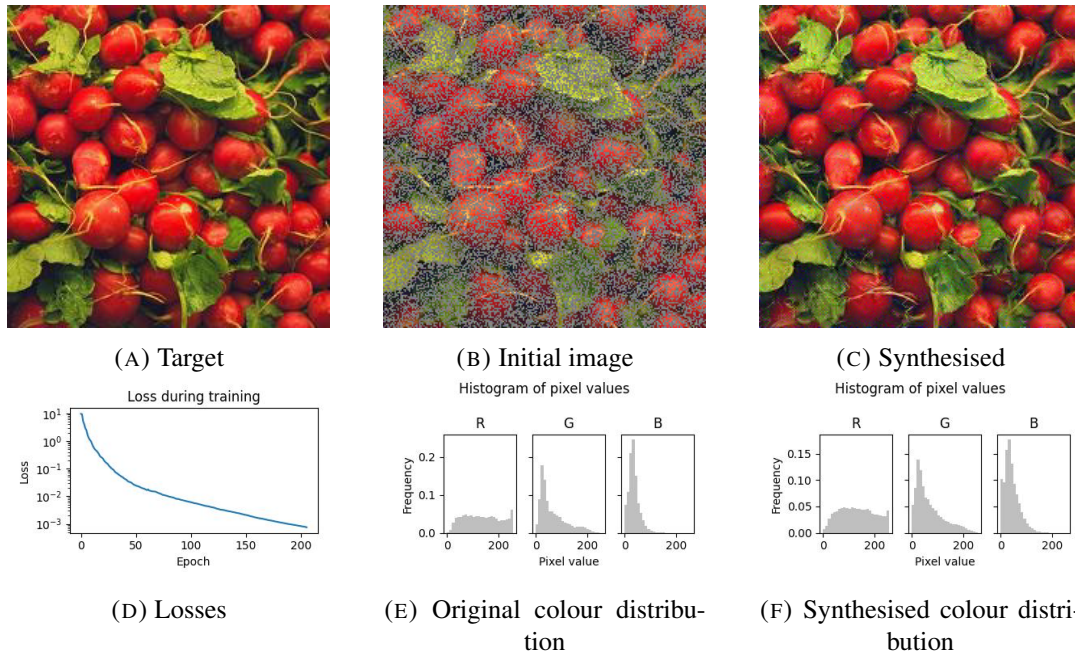 (A) Target
(B) Initial image
(C) Synthesised
Loss during training
10¹
10⁰
10⁻¹
10⁻²
10⁻³
Loss
0 50 100 150 200
Epoch
(D) Losses
Histogram of pixel values
R G B
0.2
0.1
0.0
Frequency
0 200 0 200 0 200
Pixel value
(E) Original colour distribu-
tion
Histogram of pixel values
R G B
0.15
0.10
0.05
0.00
Frequency
0 200 0 200 0 200
Pixel value
(F) Synthesised colour distri-
bution